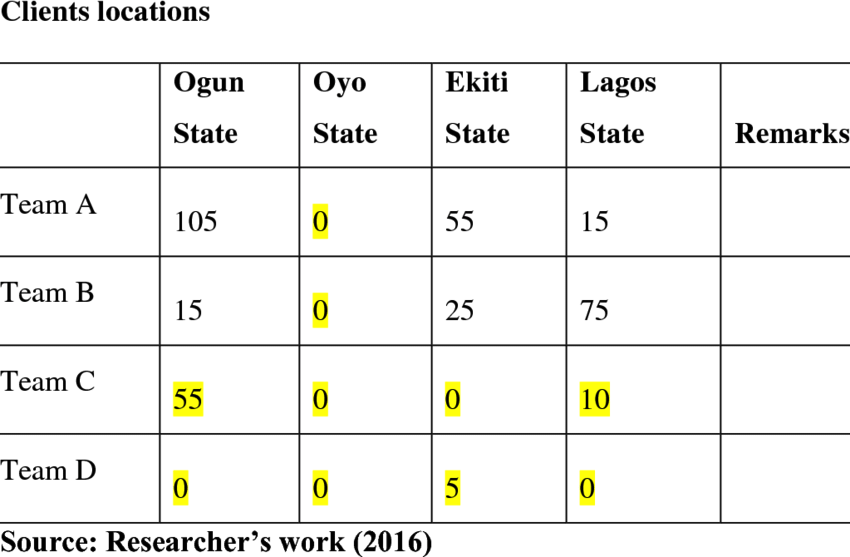 Clients locations
Ogun State Oyo State Ekiti State Lagos State Remarks
Team A 105 0 55 15
Team B 15 0 25 75
Team C 55 0 0 10
Team D 0 0 5 0
Source: Researcher’s work (2016)